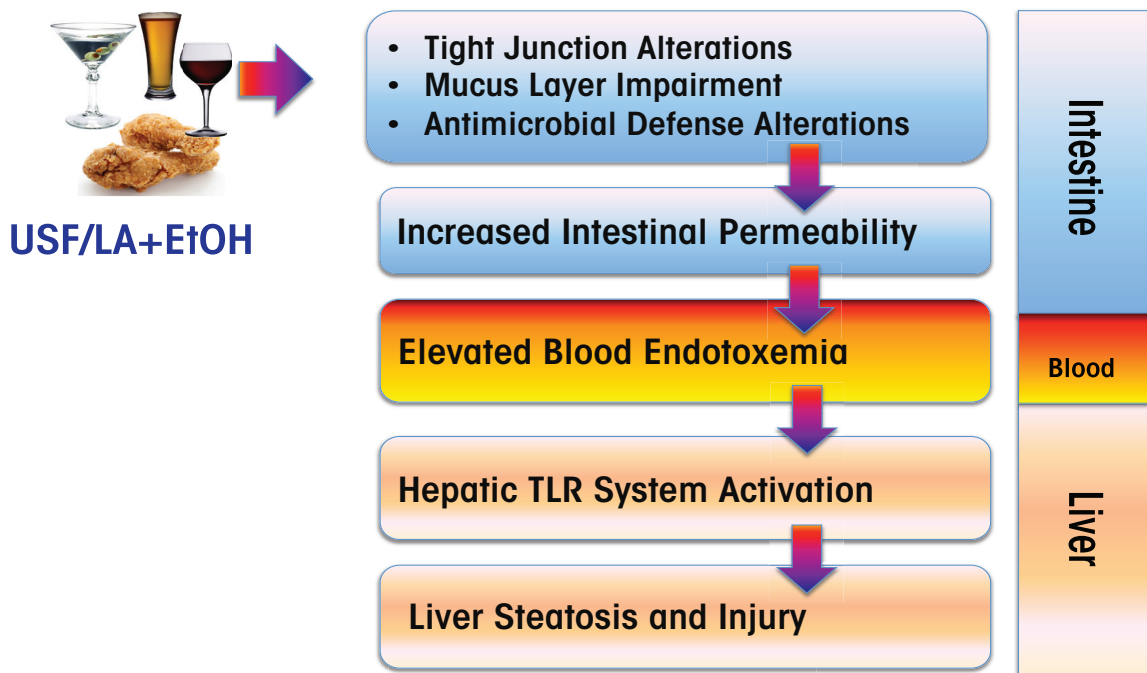 • Tight Junction Alterations
• Mucus Layer Impairment
• Antimicrobial Defense Alterations
USF/LA+EtOH
Increased Intestinal Permeability
Elevated Blood Endotoxemia
Hepatic TLR System Activation
Liver Steatosis and Injury
Intestine
Blood
Liver